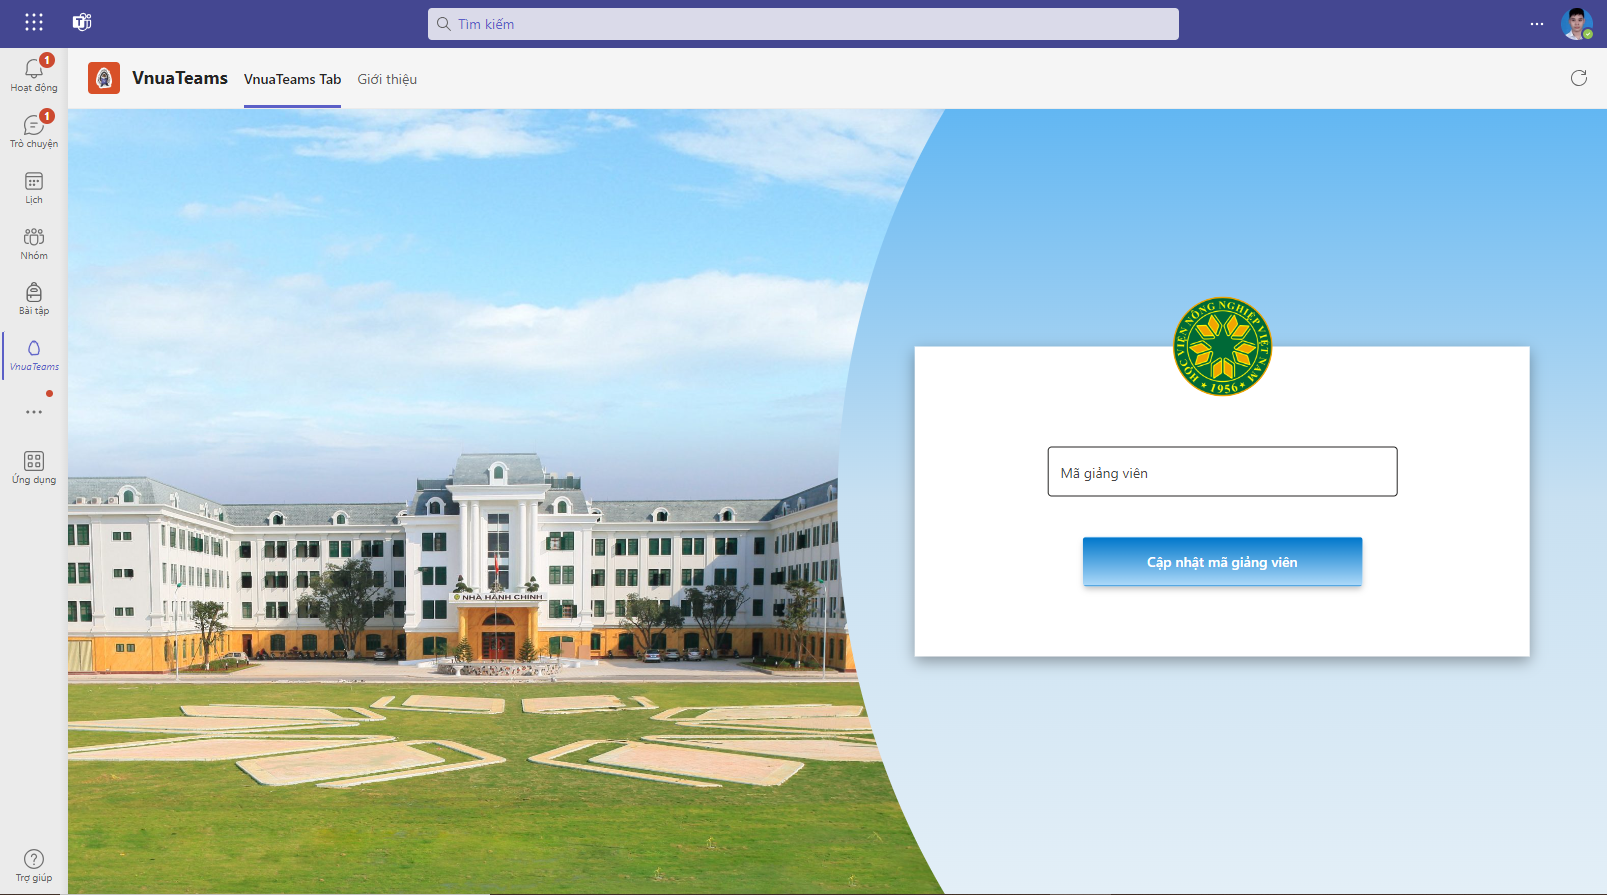 Tìm kiếm
1
Hoạt động
1
Trò chuyện
Lịch
Nhóm
Bài tập
VnuaTeams
Ứng dụng
Trợ giúp
VnuaTeams
VnuaTeams Tab
Giới thiệu
NHÀ HÀNH CHÍNH
HỌC VIỆN NÔNG NGHIỆP VIỆT NAM
★ 1956 ★
Mã giảng viên
Cập nhật mã giảng viên